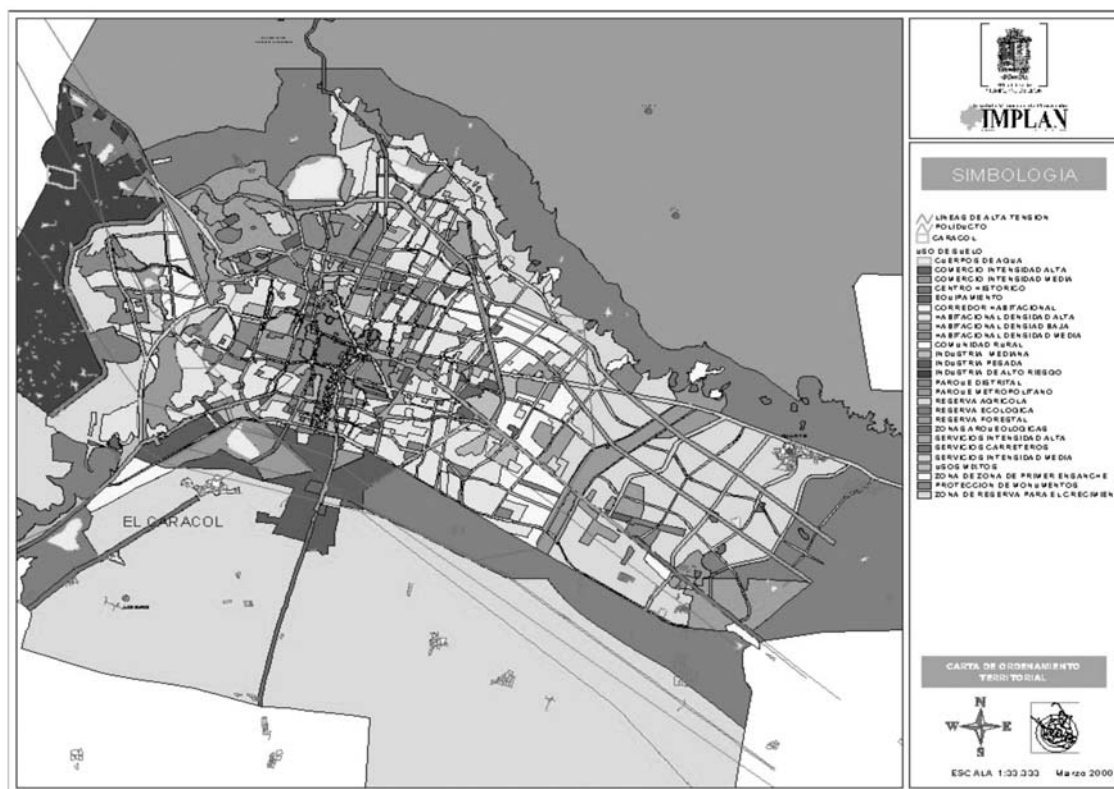 IMPLAN
SIMBOLOGIA
LINEAS DE ALTA TENSION
POLIDUCTO
CARACOL
USO DE SUELO
CUERPOS DE AGUA
COMERCIO INTENSIDAD ALTA
COMERCIO INTENSIDAD MEDIA
CENTRO HISTORICO
EQUIPAMIENTO
CORREDOR HABITACIONAL
HABITACIONAL DENSIDAD ALTA
HABITACIONAL DENSIAD BAJA
HABITACIONAL DENSIDAD MEDIA
COMUNIDAD RURAL
INDUSTRIA MEDIANA
INDUSTRIA PESADA
INDUSTRIA DE ALTO RIESGO
PARQUE DISTRITAL
PARQUE METROPOLITANO
RESERVA AGRICOLA
RESERVA ECOLOGICA
RESERVA FORESTAL
ZONAS ARQUEOLOGICAS
SERVICIOS INTENSIDAD ALTA
SERVICIOS CARRETEROS
SERVICIOS INTENSIDAD MEDIA
USOS MIXTOS
ZONA DE ZONA DE PRIMER ENSANCHE
PROTECCION DE MONUMENTOS
ZONA DE RESERVA PARA EL CRECIMIEN
EL CARACOL
CARTA DE ORDENAMIENTO
TERRITORIAL
N
W E
S
ESCALA 1:33,333 Marzo 2000